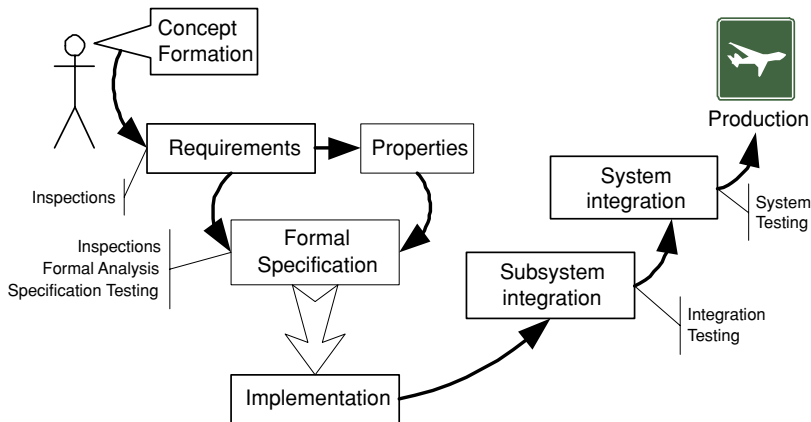 Concept
Formation
Requirements
Properties
Inspections
Inspections
Formal Analysis
Specification Testing
Formal
Specification
Implementation
Subsystem
integration
Integration
Testing
System
integration
System
Testing
Production